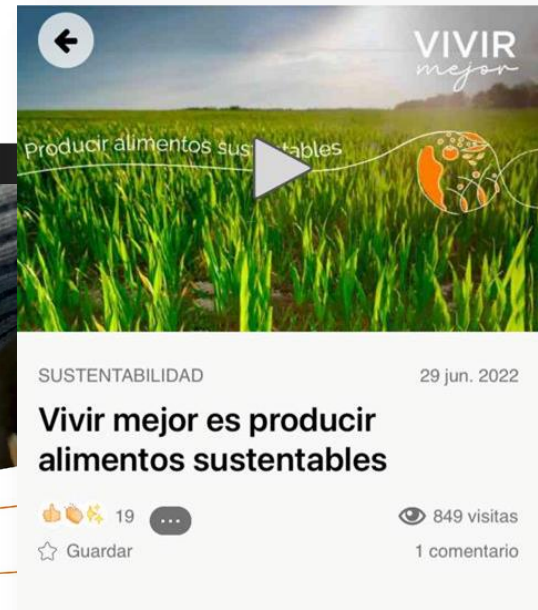 VIVIR
mejor
Producir alimentos sustentables
SUSTENTABILIDAD
29 jun. 2022
Vivir mejor es producir
alimentos sustentables
19
849 visitas
Guardar
1 comentario